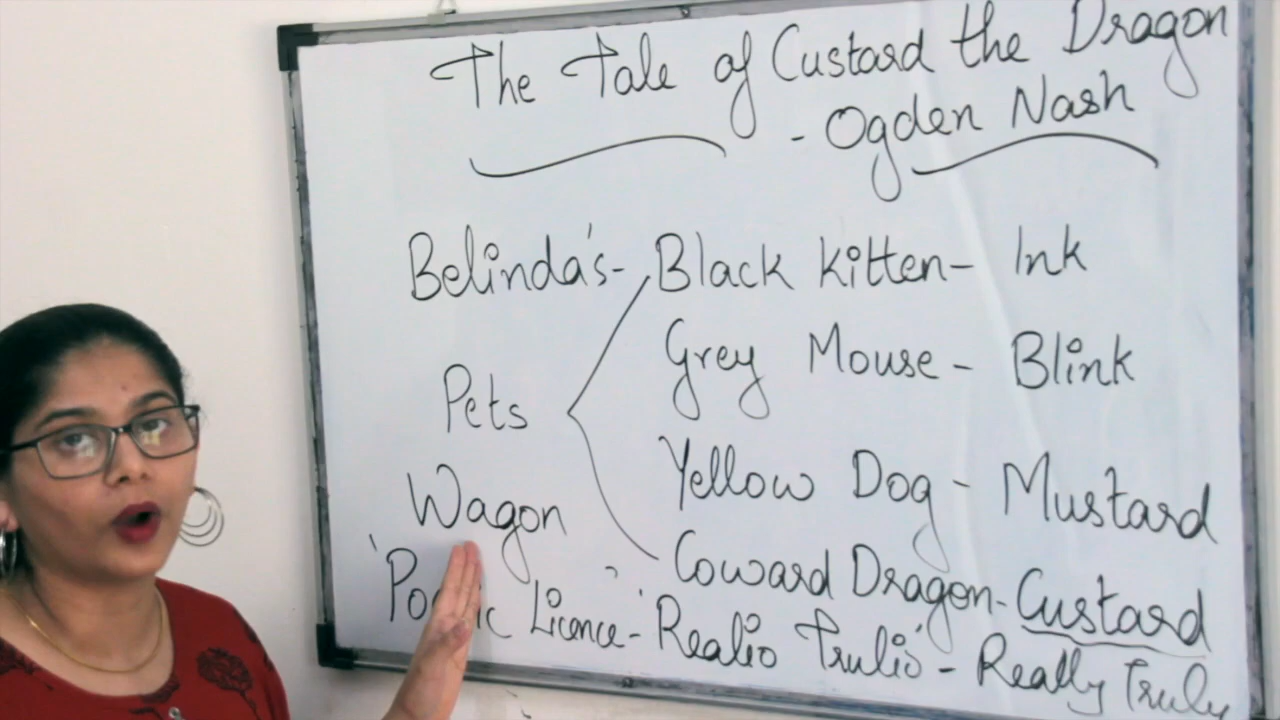 The Tale of Custard the Dragon
- Ogden Nash
Belinda's - Black Kitten - Ink
Grey Mouse - Blink
Pets
Yellow Dog - Mustard
Wagon
Coward Dragon - Custard
Licence - 'Realio Trulio' - Really Truly